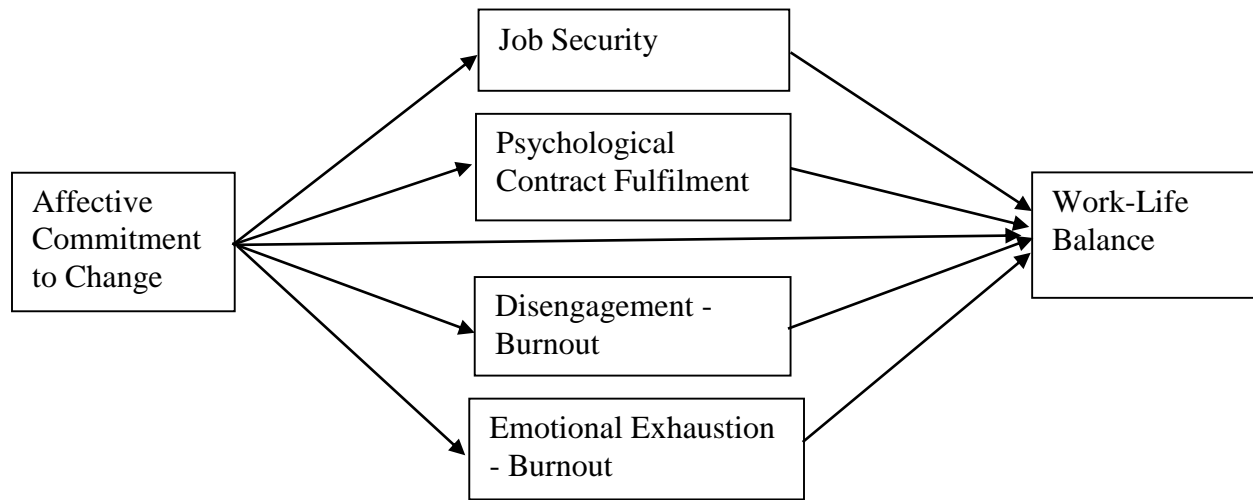 Job Security
Psychological
Contract Fulfilment
Affective
Commitment
to Change
Work-Life
Balance
Disengagement -
Burnout
Emotional Exhaustion
- Burnout